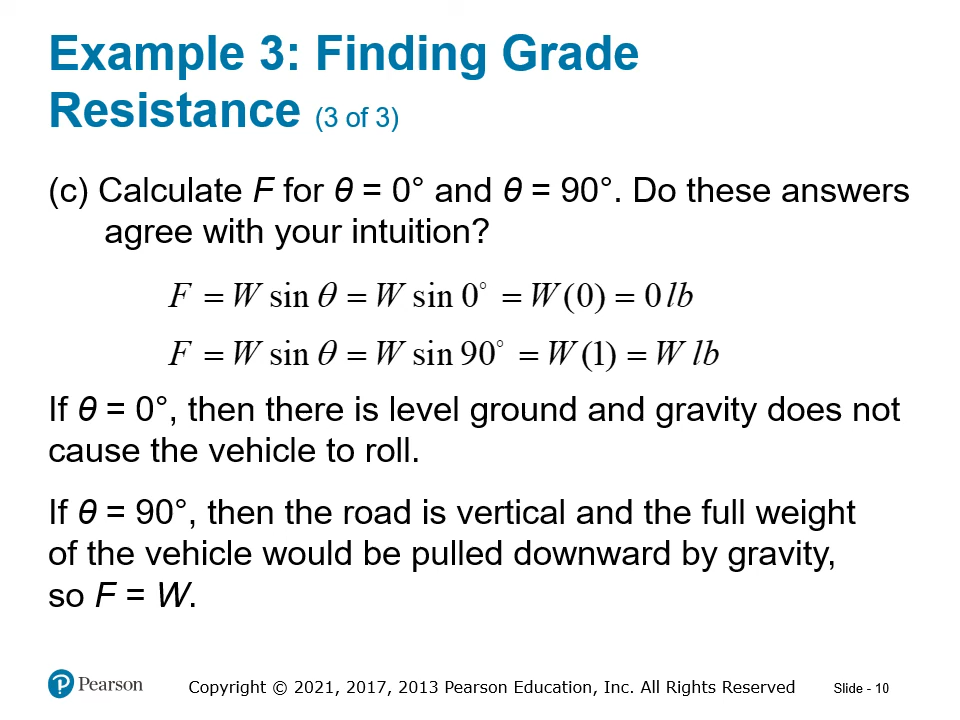 Example 3: Finding Grade
Resistance (3 of 3)
(c) Calculate F for θ = 0° and θ = 90°. Do these answers
agree with your intuition?
F = W sin θ = W sin 0° = W(0) = 0 lb
F = W sin θ = W sin 90° = W(1) = W lb
If θ = 0°, then there is level ground and gravity does not
cause the vehicle to roll.
If θ = 90°, then the road is vertical and the full weight
of the vehicle would be pulled downward by gravity,
so F = W.
P Pearson
Copyright © 2021, 2017, 2013 Pearson Education, Inc. All Rights Reserved
Slide - 10